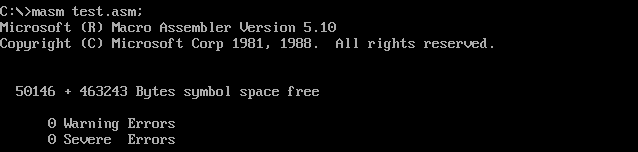 C:\>masm test.asm;
Microsoft (R) Macro Assembler Version 5.10
Copyright (C) Microsoft Corp 1981, 1988.  All rights reserved.
50146 + 463243 Bytes symbol space free
0 Warning Errors
0 Severe  Errors